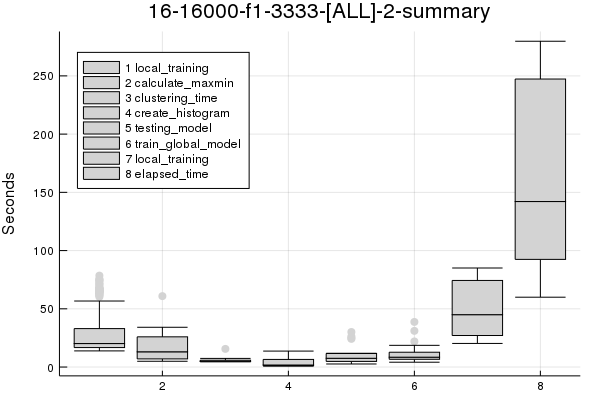 16-16000-f1-3333-[ALL]-2-summary
Seconds
250
200
150
100
50
0
1 local_training
2 calculate_maxmin
3 clustering_time
4 create_histogram
5 testing_model
6 train_global_model
7 local_training
8 elapsed_time
2
4
6
8